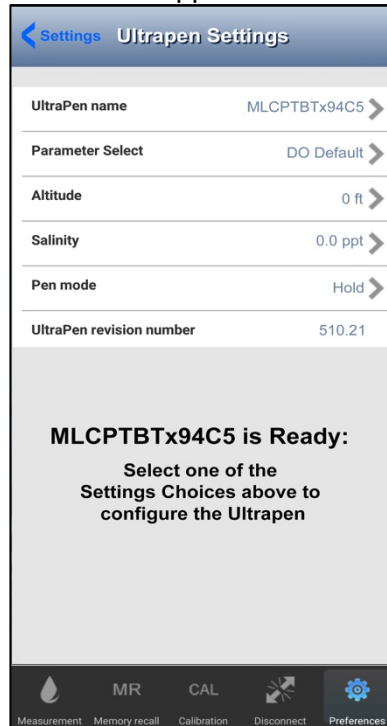 Settings Ultrapen Settings
UltraPen name MLCPTBTx94C5
Parameter Select DO Default
Altitude 0 ft
Salinity 0.0 ppt
Pen mode Hold
UltraPen revision number 510.21
MLCPTBTx94C5 is Ready:
Select one of the
Settings Choices above to
configure the Ultrapen
MR CAL
Measurement Memory recall Calibration Disconnect Preferences